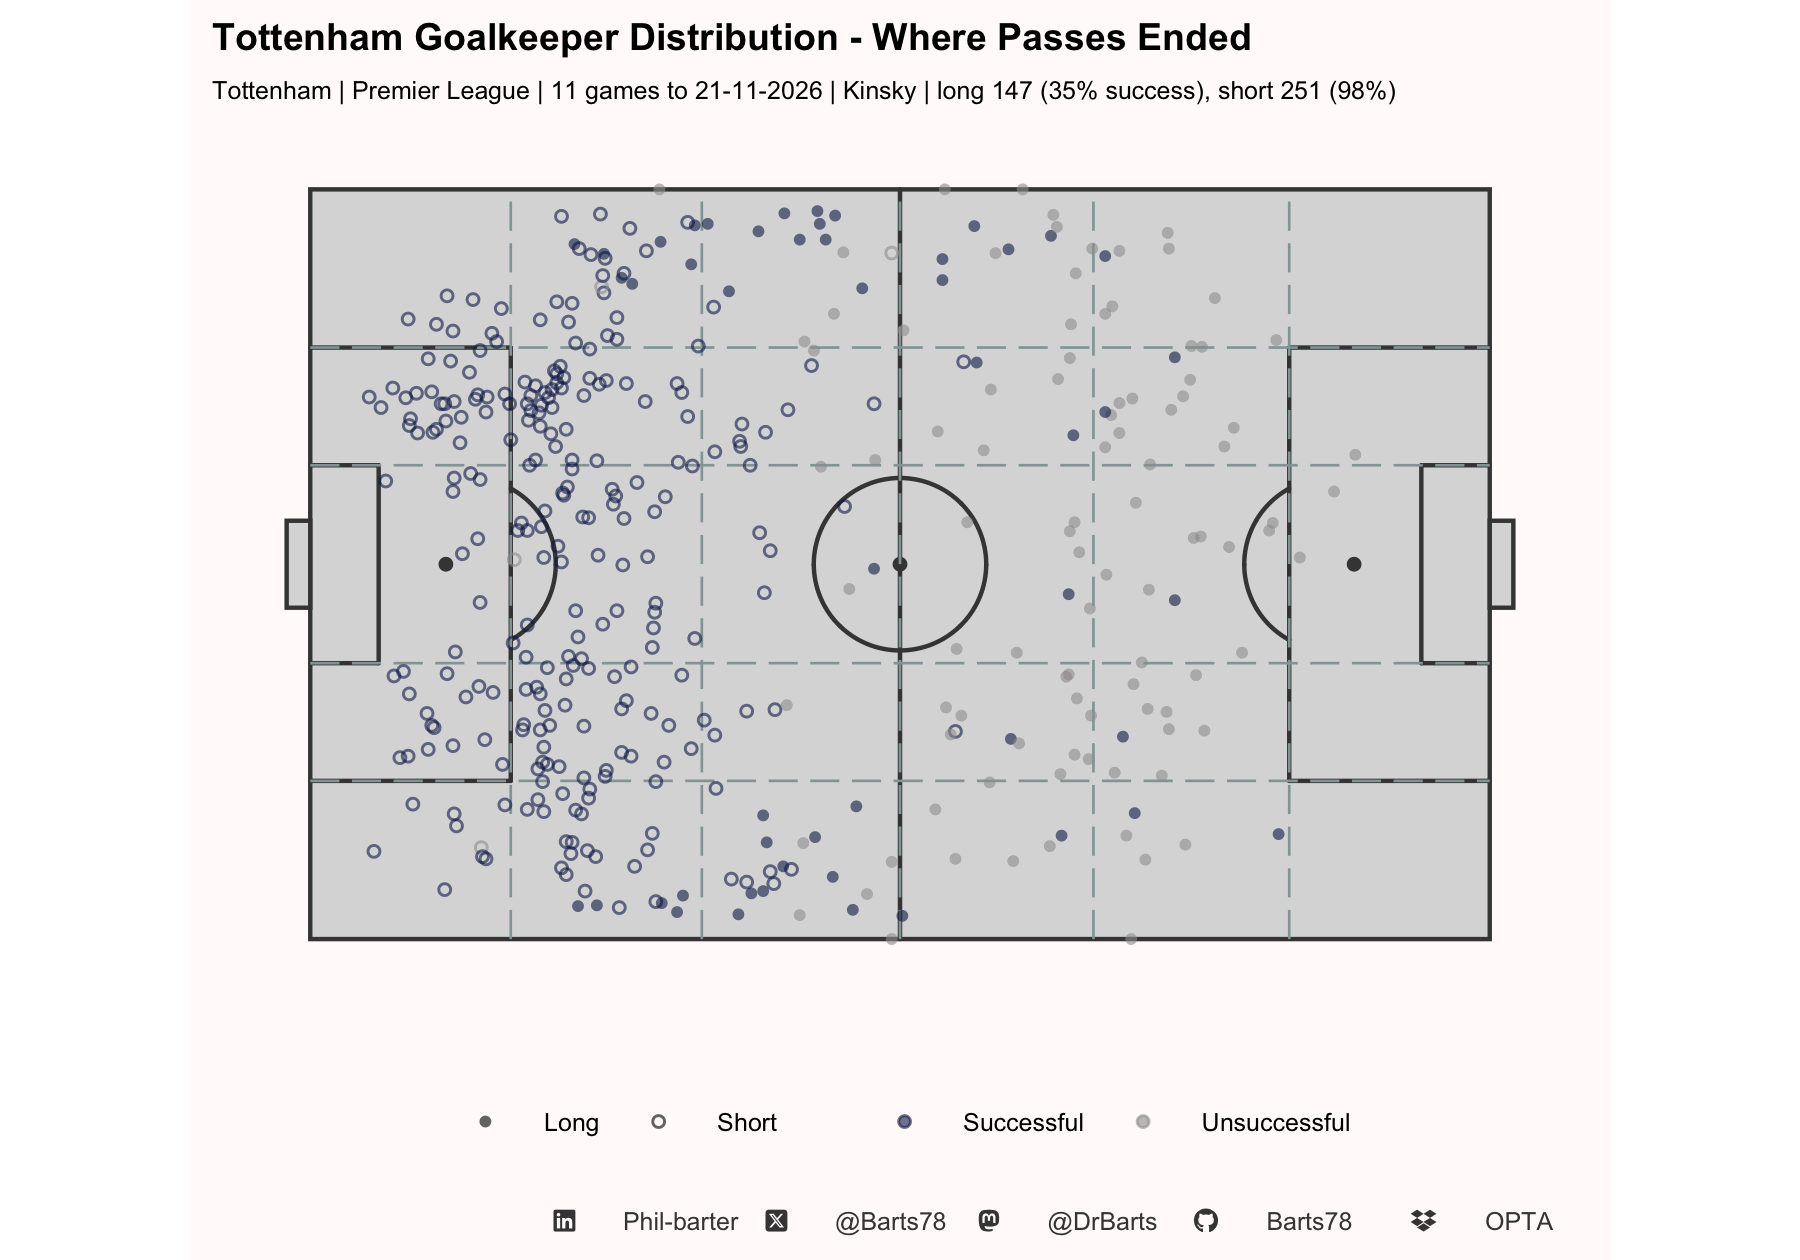 Tottenham Goalkeeper Distribution - Where Passes Ended
Tottenham | Premier League | 11 games to 21-11-2026 | Kinsky | long 147 (35% success), short 251 (98%)
Long Short Successful Unsuccessful
Phil-barter @Barts78 @DrBarts Barts78 OPTA